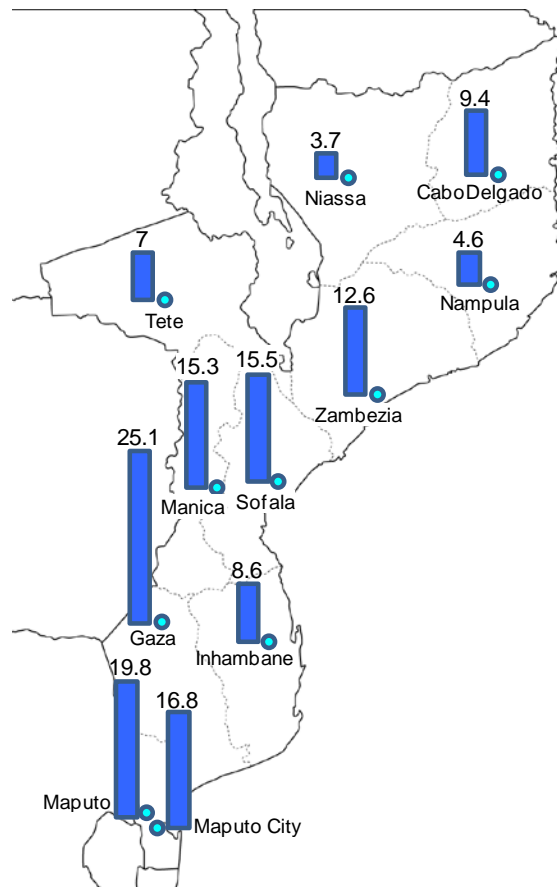 9.4
3.7
CaboDelgado
Niassa
7
4.6
Nampula
12.6
Tete
15.3
15.5
Zambezia
25.1
Manica
Sofala
8.6
Gaza
Inhambane
19.8
16.8
Maputo
Maputo City